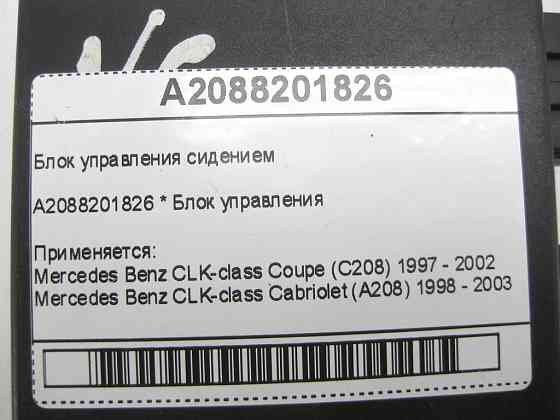 A2088201826
Блок управления сидением
A2088201826 * Блок управления
Применяется:
Mercedes Benz CLK-class Coupe (C208) 1997 - 2002
Mercedes Benz CLK-class Cabriolet (A208) 1998 - 2003